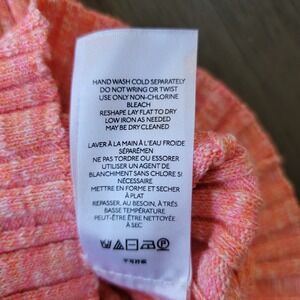 HAND WASH COLD SEPARATELY
DO NOT WRING OR TWIST
USE ONLY NON-CHLORINE
BLEACH
RESHAPE LAY FLAT TO DRY
LOW IRON AS NEEDED
MAY BE DRY CLEANED
LAVER À LA MAIN À L'EAU FROIDE
SÉPARÉMEN
NE PAS TORDRE OU ESSORER
UTILISER UN AGENT DE
BLANCHIMENT SANS CHLORE SI
NÉCESSAIRE
METTRE EN FORME ET SÉCHER
À PLAT
REPASSER, AU BESOIN, À TRÈS
BASSE TEMPÉRATURE
PEUT-ÊTRE ÊTRE NETTOYÉE
À SEC